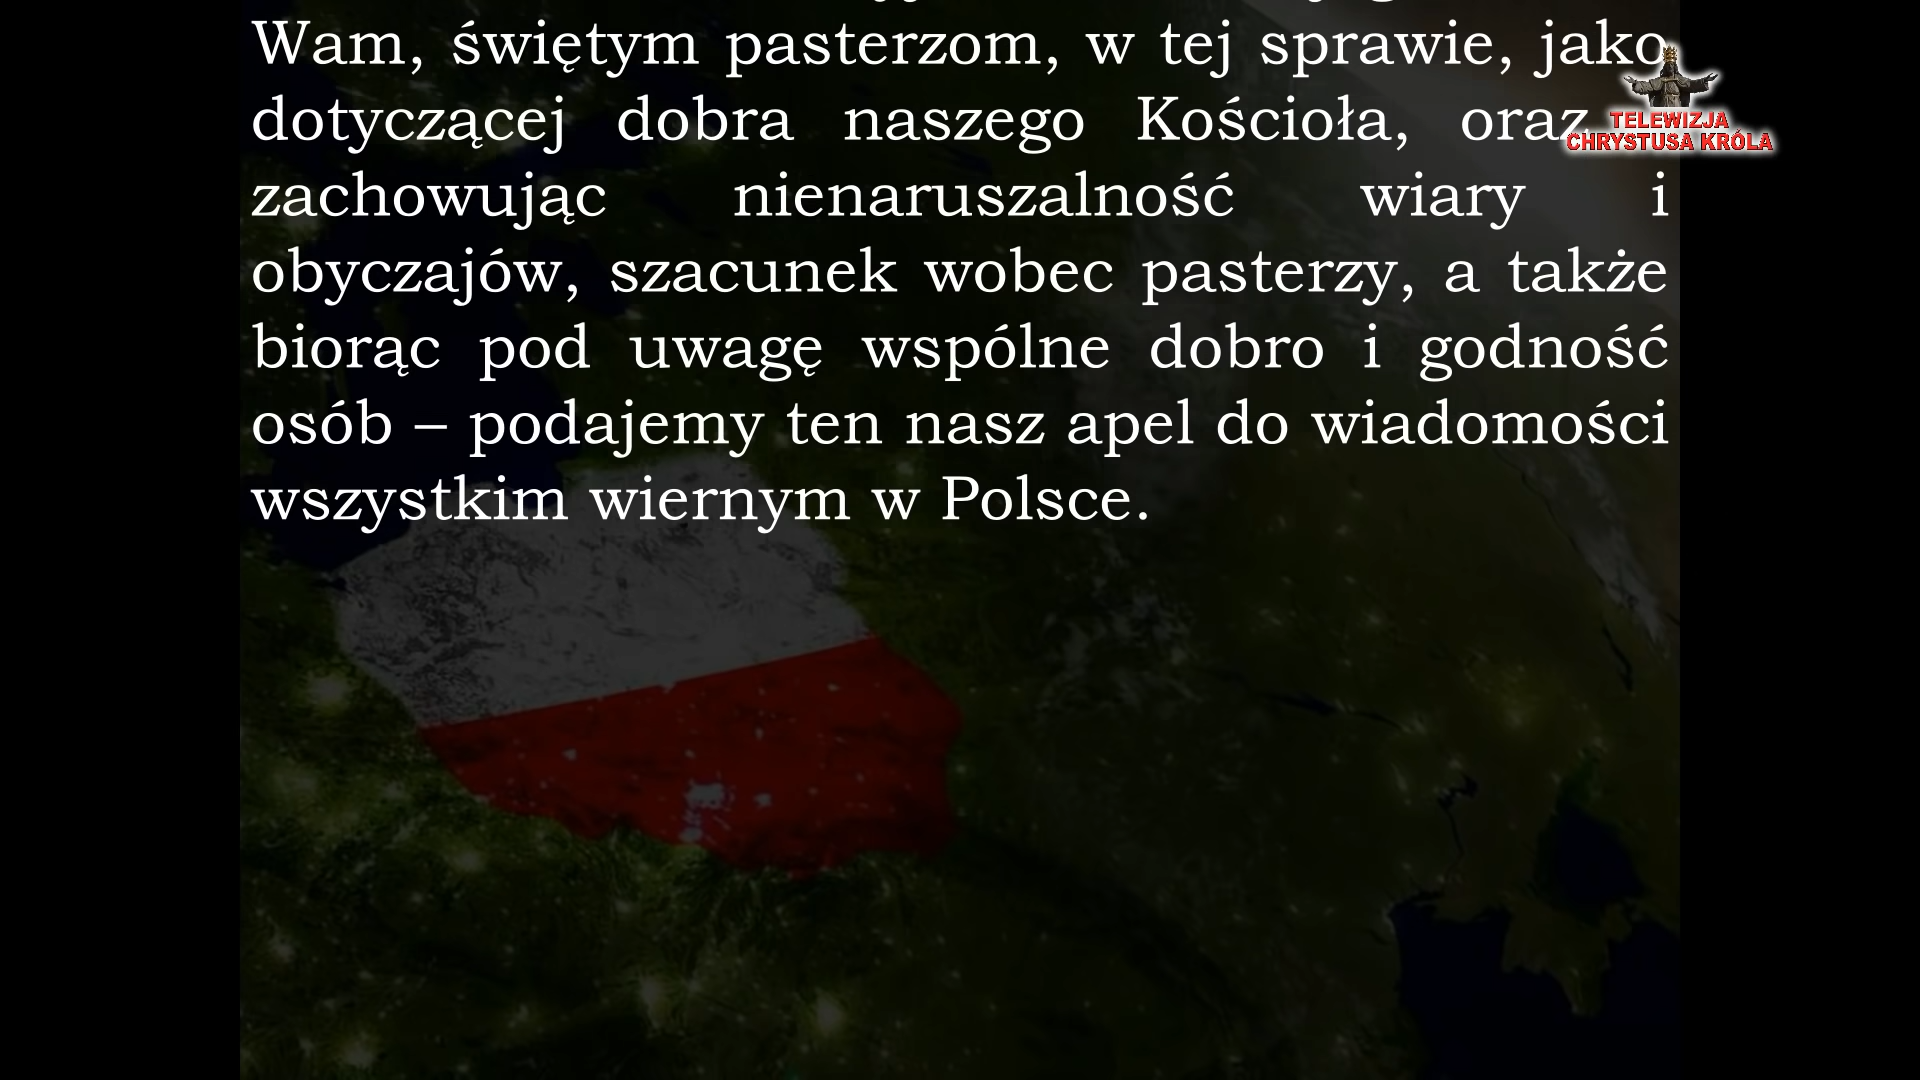 Wam, świętym pasterzom, w tej sprawie, jako
dotyczącej dobra naszego Kościoła, oraz
zachowując nienaruszalność wiary i
obyczajów, szacunek wobec pasterzy, a także
biorąc pod uwagę wspólne dobro i godność
osób – podajemy ten nasz apel do wiadomości
wszystkim wiernym w Polsce.
TELEWIZJA
CHRYSTUSA KRÓLA